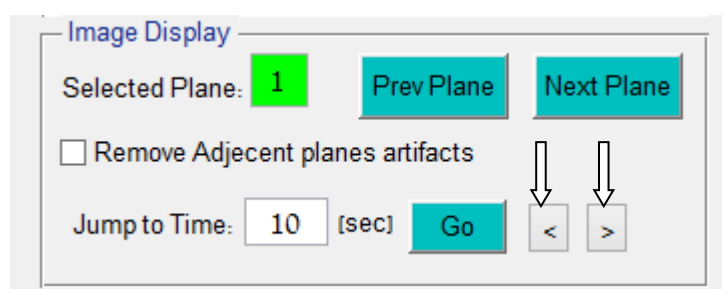 Image Display
Selected Plane: 1 Prev Plane Next Plane
Remove Adjecent planes artifacts
Jump to Time: 10 [sec] Go < >